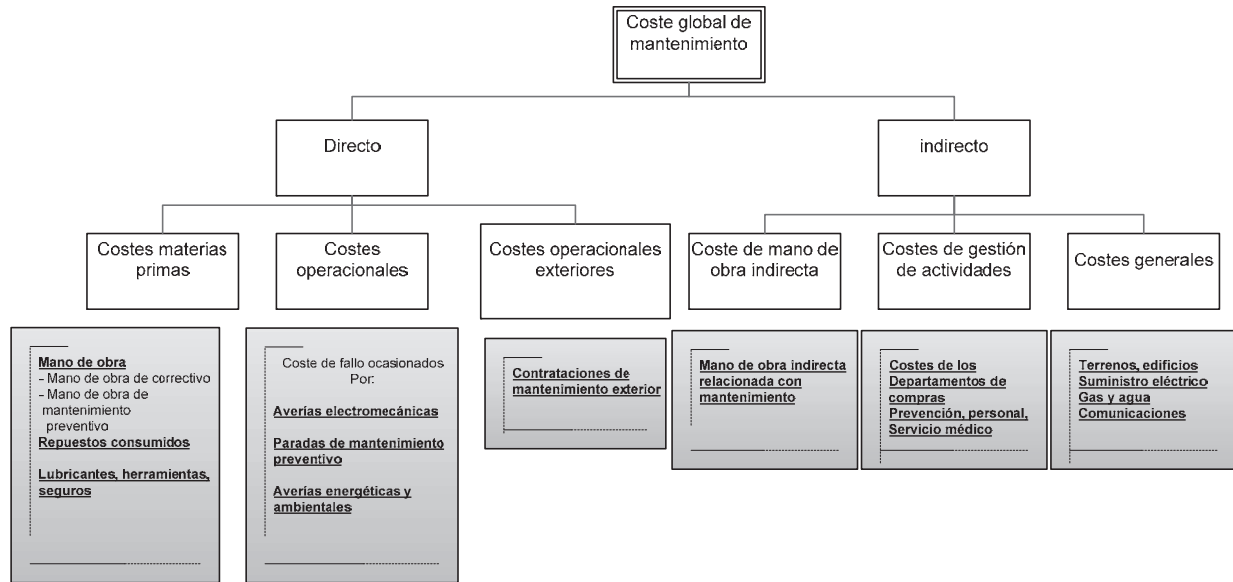 Coste global de
mantenimiento
Directo
indirecto
Costes materias
primas
Costes
operacionales
Costes operacionales
exteriores
Coste de mano de
obra indirecta
Costes de gestión
de actividades
Costes generales
Mano de obra
– Mano de obra de correctivo
– Mano de obra de
mantenimiento
preventivo
Repuestos consumidos
Lubricantes, herramientas,
seguros
Coste de fallo ocasionados
Por:
Averías electromecánicas
Paradas de mantenimiento
preventivo
Averías energéticas y
ambientales
Contrataciones de
mantenimiento exterior
Mano de obra indirecta
relacionada con
mantenimiento
Costes de los
Departamentos de
compras
Prevención, personal,
Servicio médico
Terrenos, edificios
Suministro eléctrico
Gas y agua
Comunicaciones